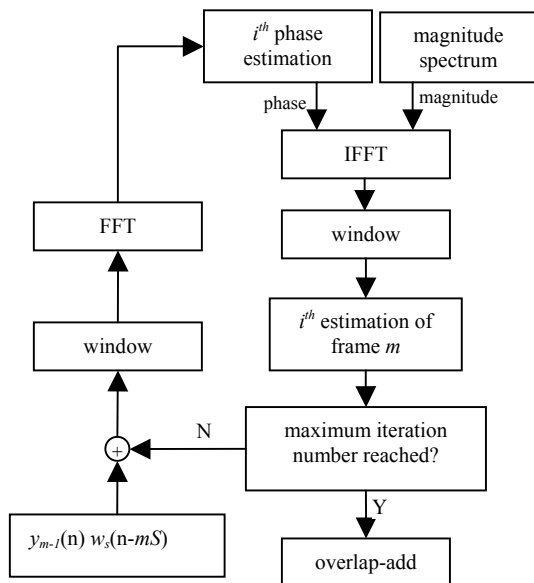 i^th phase
estimation
magnitude
spectrum
phase
magnitude
IFFT
FFT
window
window
i^th estimation of
frame m
N
maximum iteration
number reached?
+
Y
y_{m-1}(n) w_s(n-mS)
overlap-add